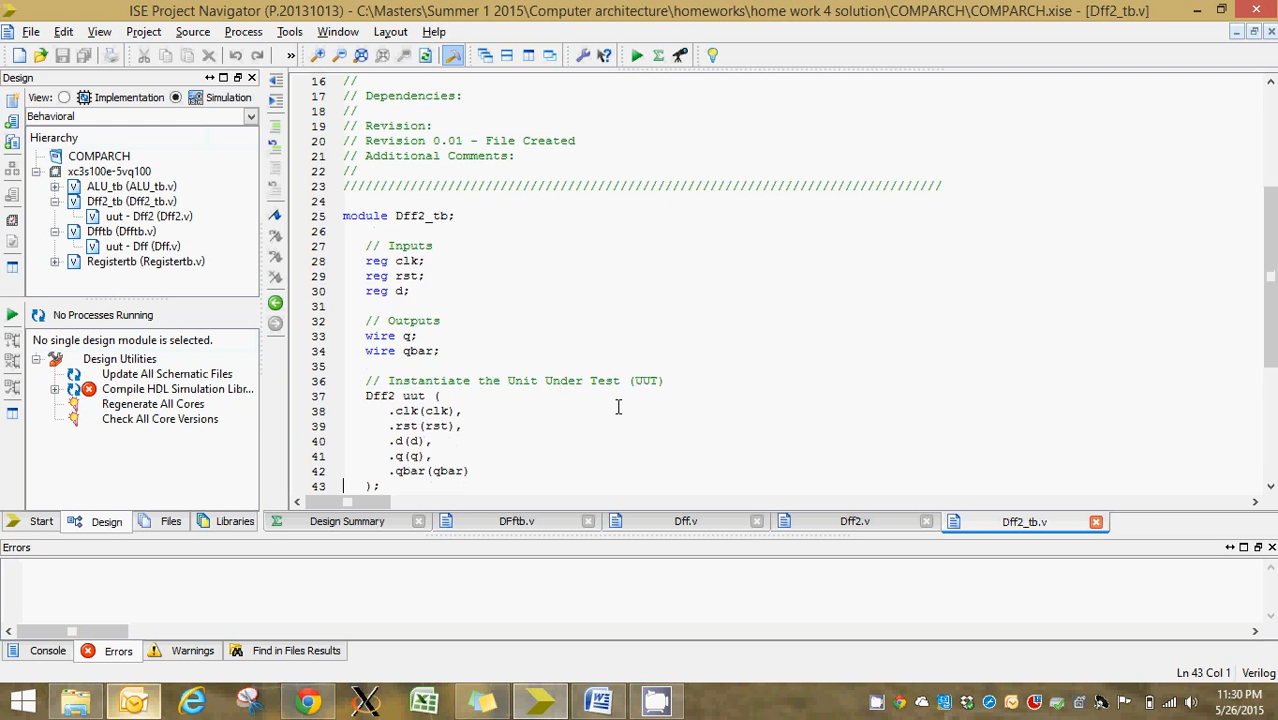 ISE Project Navigator (P.20131013) - C:\Masters\Summer 1 2015\Computer architecture\homeworks\home work 4 solution\COMPARCH\COMPARCH.xise - [Dff2_tb.v]
File Edit View Project Source Process Tools Window Layout Help
Design
View: Implementation Simulation
Behavioral
Hierarchy
COMPARCH
xc3s100e-5vq100
ALU_tb (ALU_tb.v)
Dff2_tb (Dff2_tb.v)
uut - Dff2 (Dff2.v)
Dfftb (Dfftb.v)
uut - Dff (Dff.v)
Registertb (Registertb.v)
No Processes Running
No single design module is selected.
Design Utilities
Update All Schematic Files
Compile HDL Simulation Libr...
Regenerate All Cores
Check All Core Versions
Start Design Files Libraries
16 //
17 // Dependencies:
18 //
19 // Revision:
20 // Revision 0.01 - File Created
21 // Additional Comments:
22 //
23 ////////////////////////////////////////////////////////////////////////////////
24
25 module Dff2_tb;
26
27 // Inputs
28 reg clk;
29 reg rst;
30 reg d;
31
32 // Outputs
33 wire q;
34 wire qbar;
35
36 // Instantiate the Unit Under Test (UUT)
37 Dff2 uut (
38 .clk(clk),
39 .rst(rst),
40 .d(d),
41 .q(q),
42 .qbar(qbar)
43 );
Design Summary DFftb.v Dff.v Dff2.v Dff2_tb.v
Errors
Console Errors Warnings Find in Files Results
Ln 43 Col 1 Verilog
11:30 PM
5/26/2015